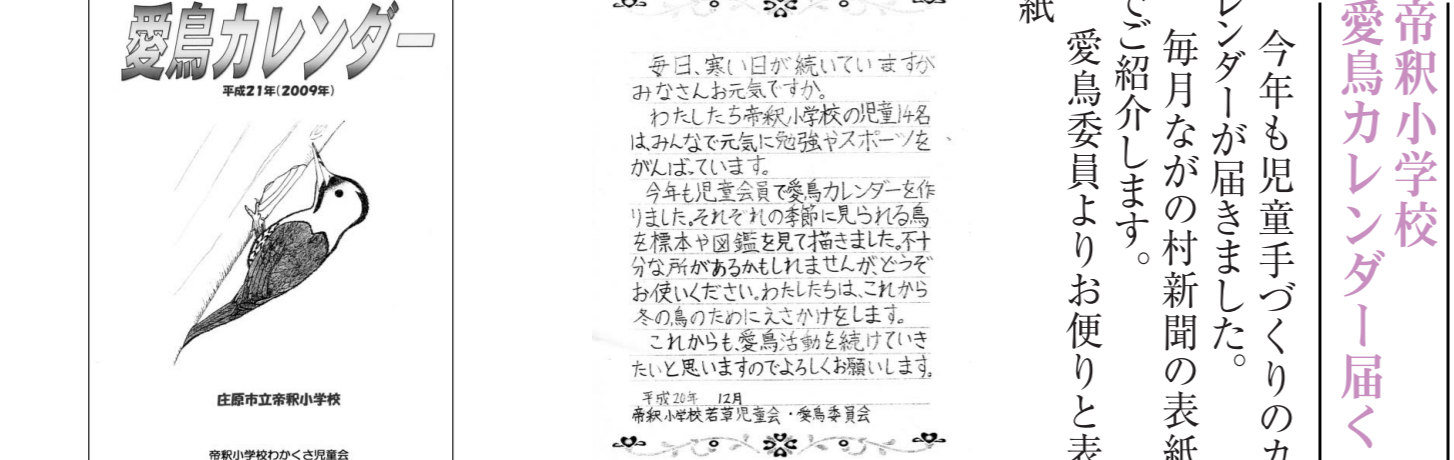 帝釈小学校
愛鳥カレンダー届く
今年も児童手づくりのカ
レンダーが届きました。
毎月ながの村新聞の表紙
でご紹介します。
愛鳥委員よりお便りと表
紙
毎日、寒い日が続いていますが
みなさんお元気ですか。
わたしたち帝釈小学校の児童14名
は、みんなで元気に勉強やスポーツを
がんばっています。
今年も児童会員で愛鳥カレンダーを作
りました。それぞれの季節に見られる鳥
を標本や図鑑を見て描きました。不十
分な所があるかもしれませんが、どうぞ
お使いください。わたしたちは、これから
冬の鳥のためにえさかけをします。
これからも、愛鳥活動を続けていき
たいと思いますのでよろしくお願いします。
平成20年 12月
帝釈小学校若草児童会・愛鳥委員会
愛鳥カレンダー
平成21年(2009年)
庄原市立帝釈小学校
帝釈小学校わかくさ児童会